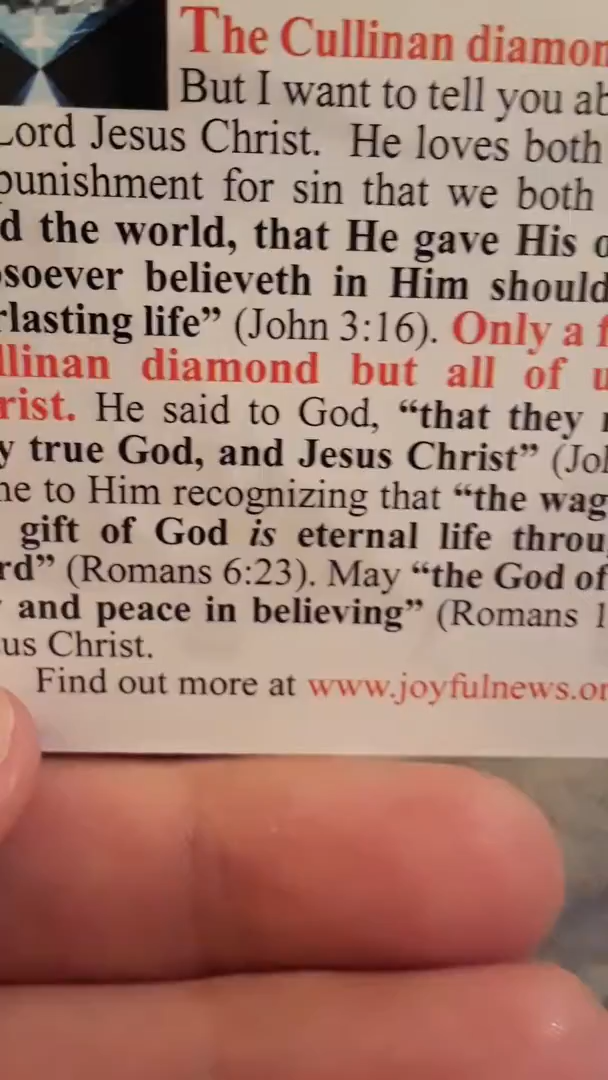 The Cullinan diamon
But I want to tell you ab
Lord Jesus Christ. He loves both
punishment for sin that we both
d the world, that He gave His o
soever believeth in Him should
rlasting life” (John 3:16). Only a f
llinan diamond but all of u
rist. He said to God, “that they
y true God, and Jesus Christ” (Joh
ne to Him recognizing that “the wag
gift of God is eternal life throu
rd” (Romans 6:23). May “the God of
and peace in believing” (Romans 1
us Christ.
Find out more at www.joyfulnews.or